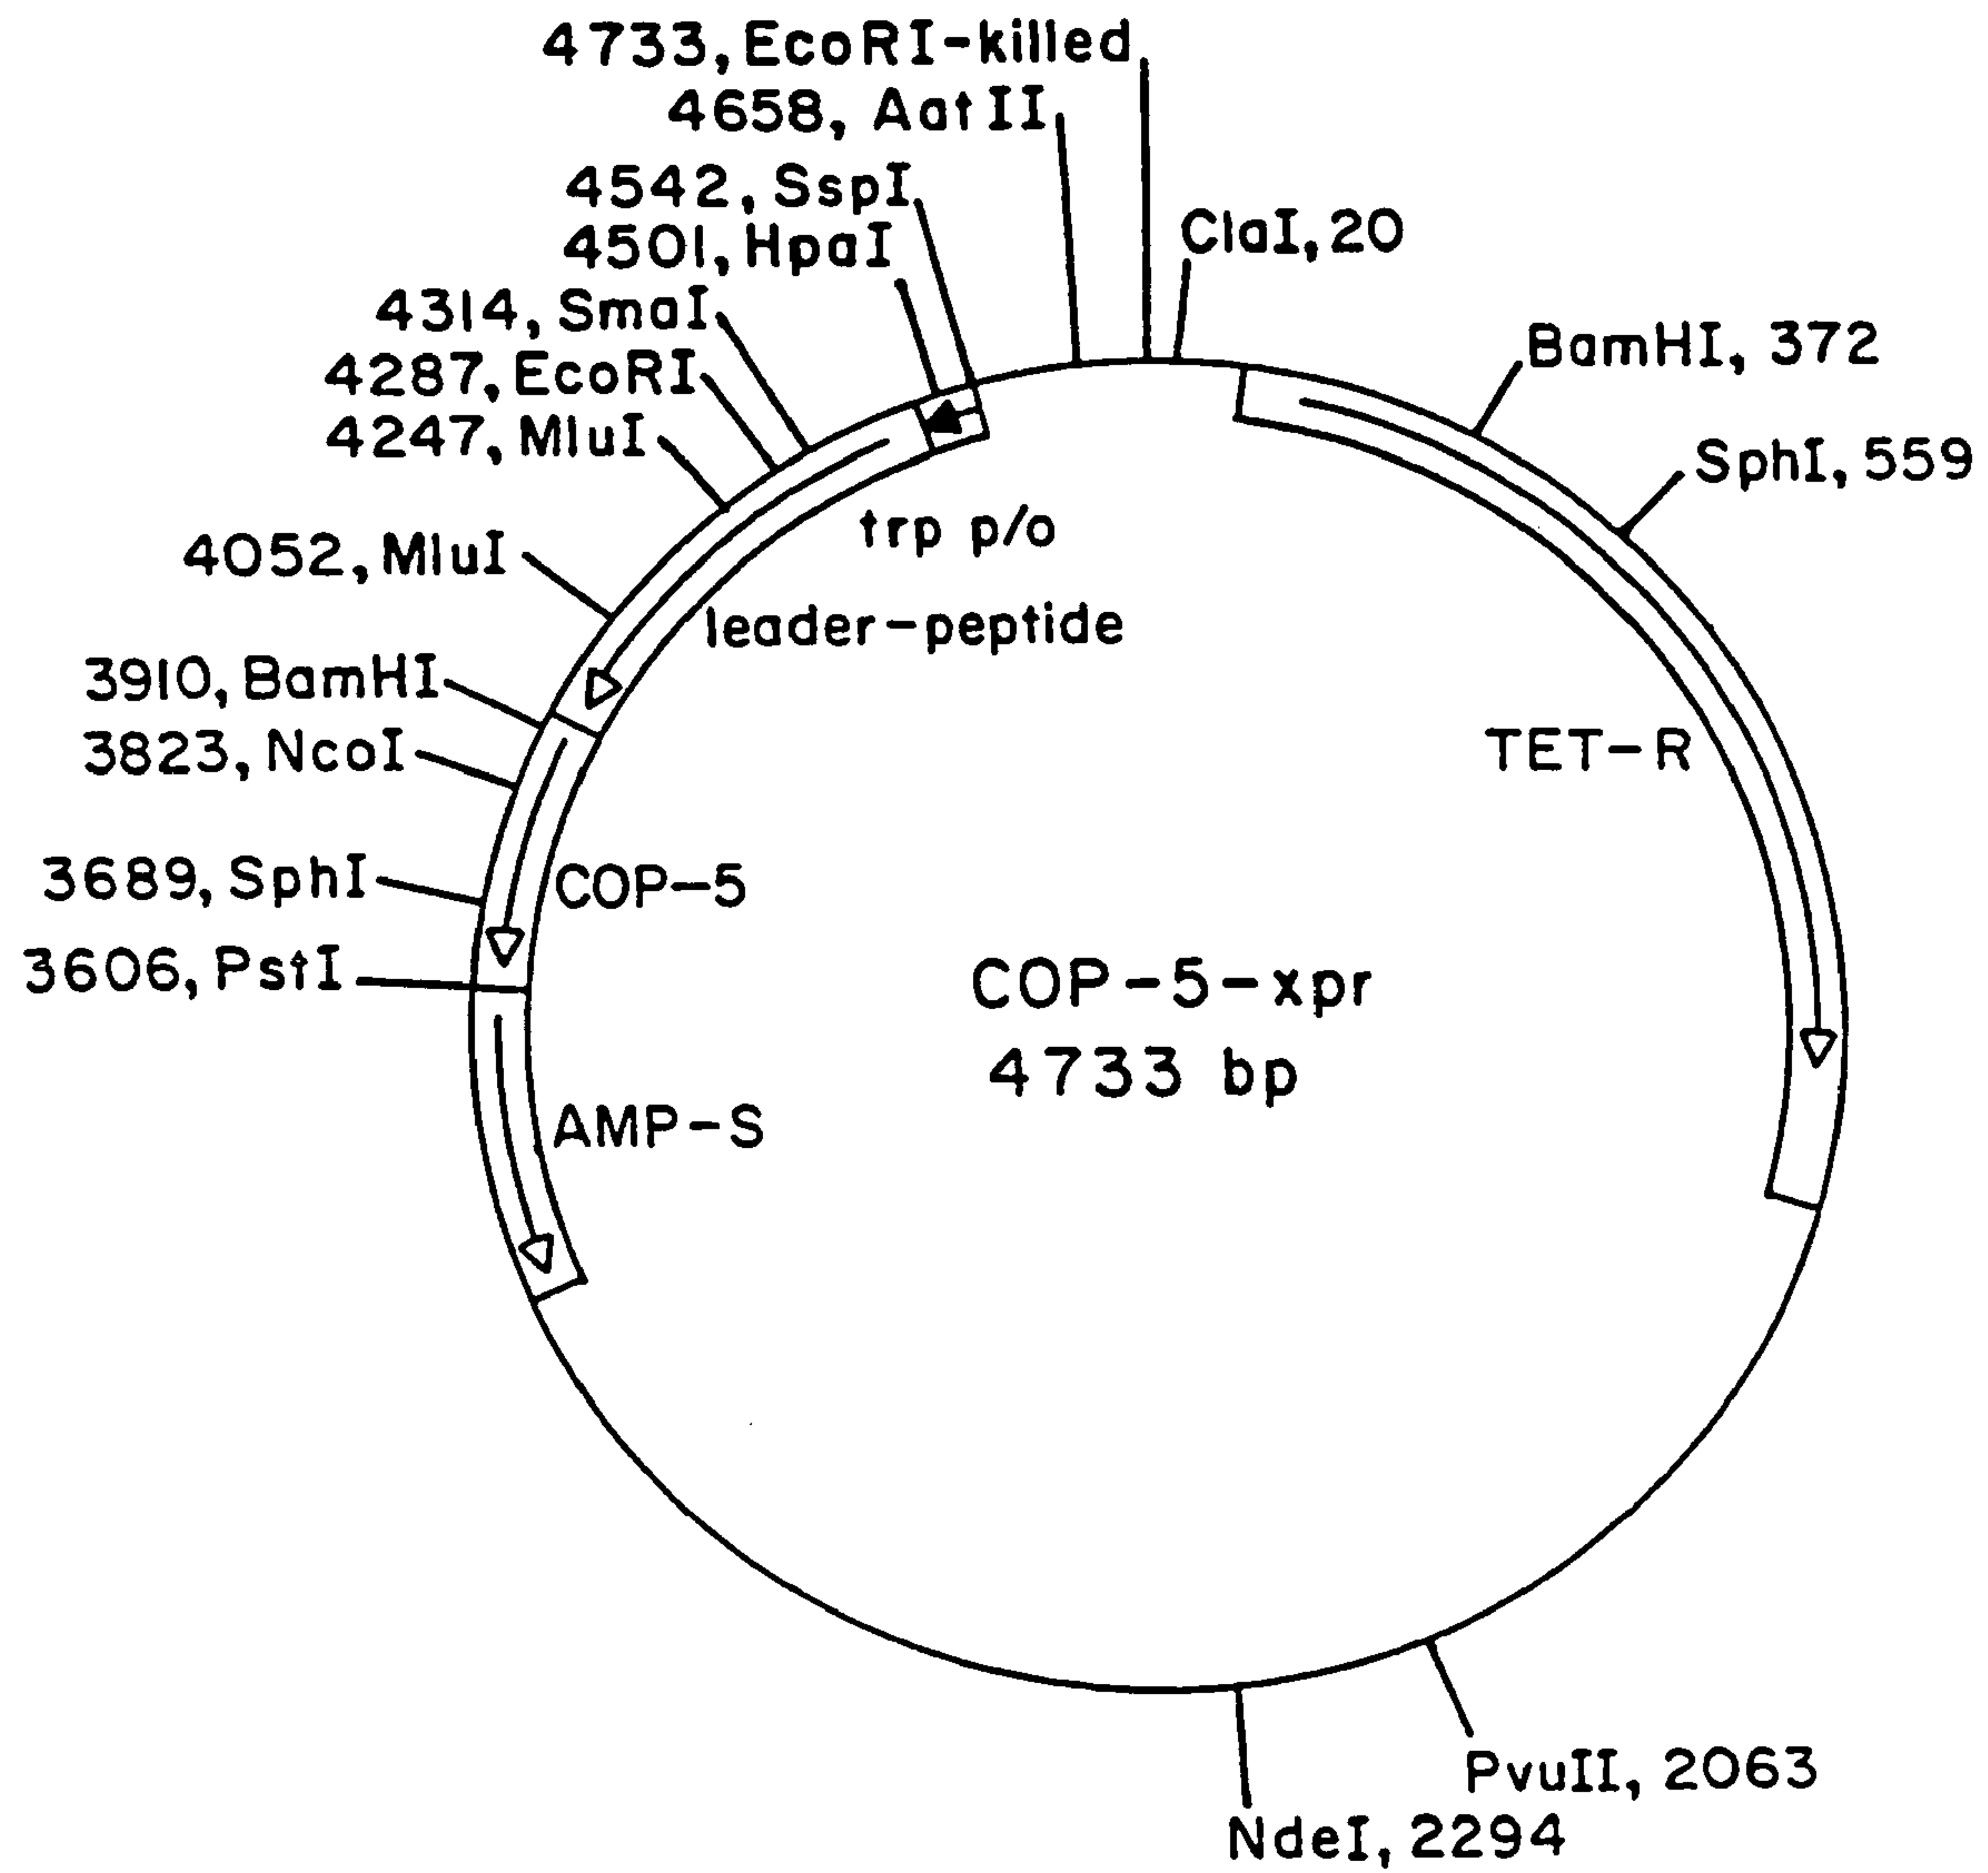 4733, EcoRI-killed
4658, AatII
4542, SspI
4501, HpaI
ClaI, 20
4314, SmaI
4287, EcoRI
4247, MluI
BamHI, 372
SphI, 559
trp p/o
4052, MluI
leader-peptide
3910, BamHI
3823, NcoI
TET-R
3689, SphI
COP-5
3606, PstI
COP-5-xpr
4733 bp
AMP-S
PvuII, 2063
NdeI, 2294